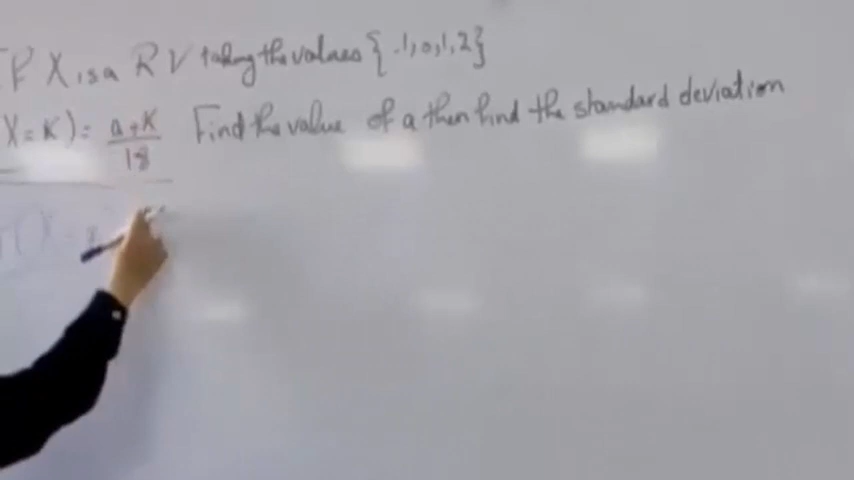 IF X is a RV taking the values {-1,0,1,2}
(X=K)= a+K/18 Find the value of a then find the standard deviation